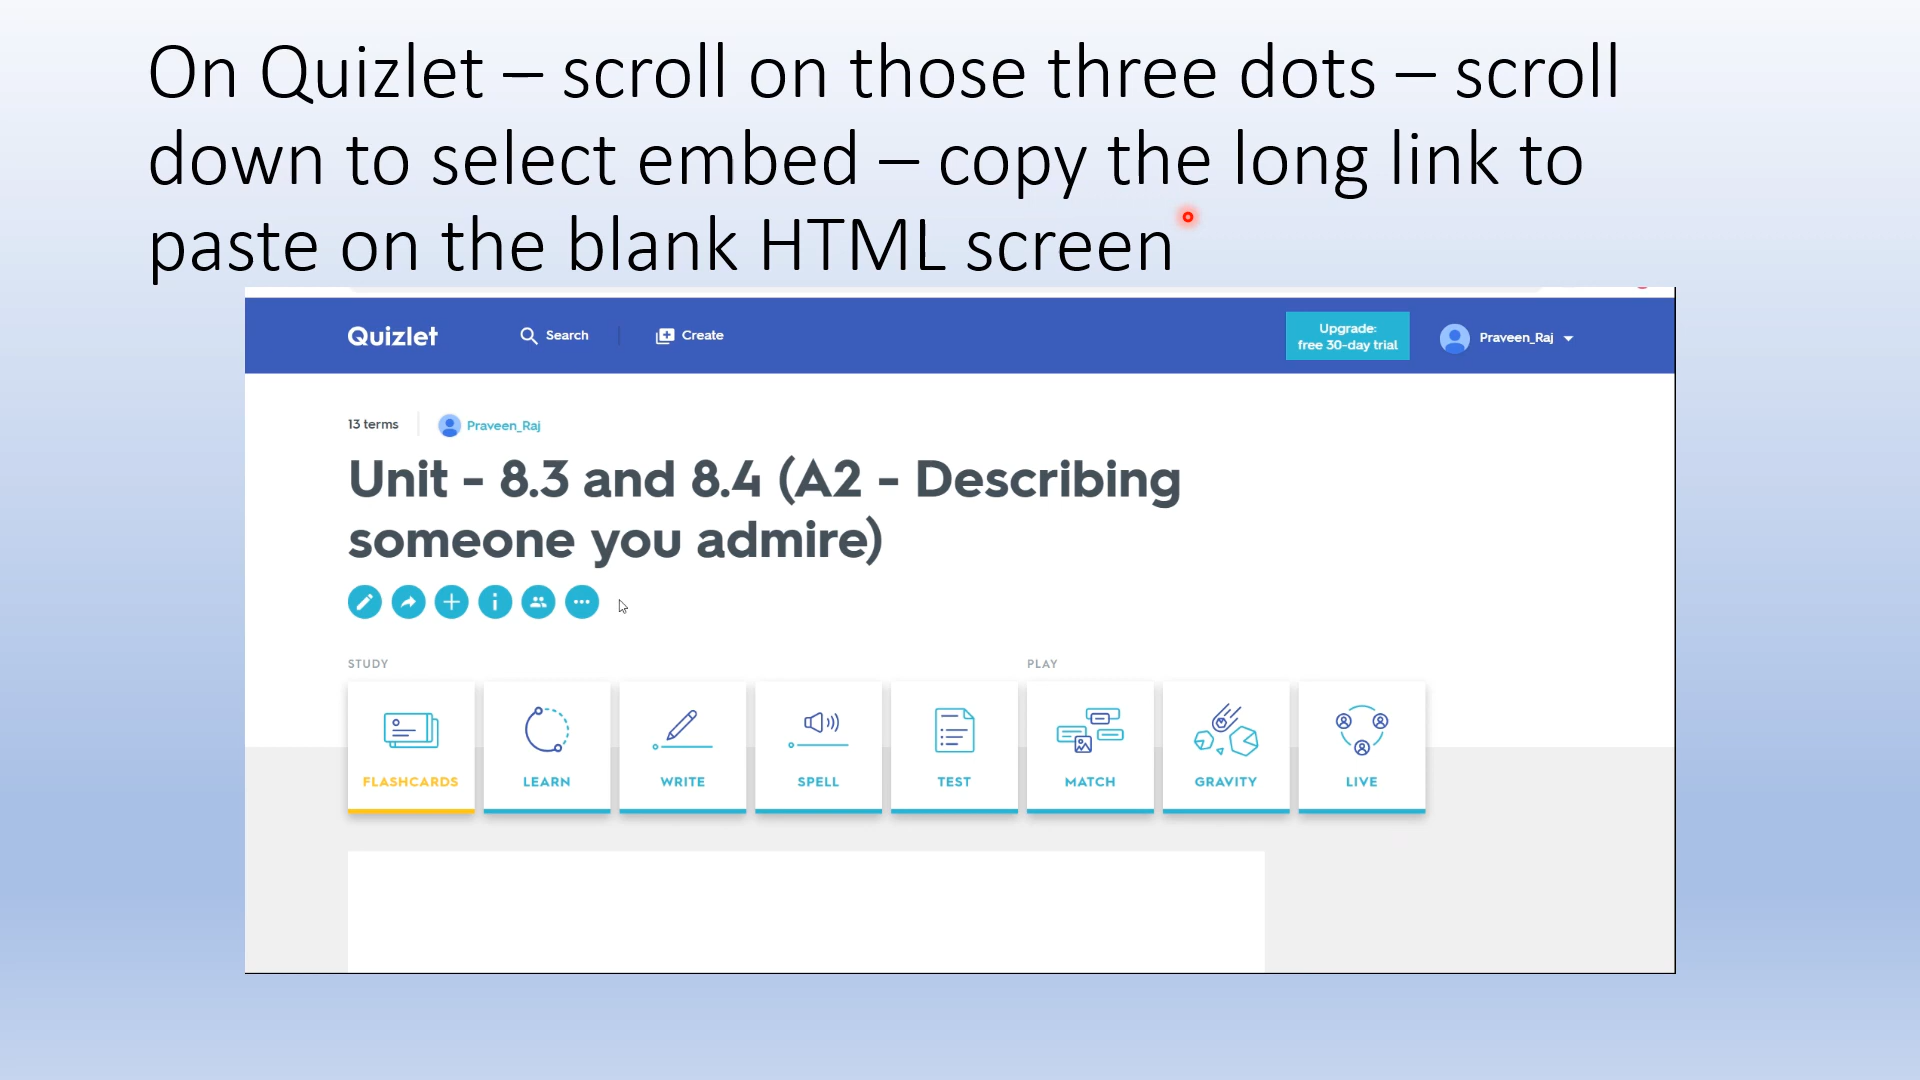 On Quizlet – scroll on those three dots – scroll
down to select embed – copy the long link to
paste on the blank HTML screen
Quizlet
Search
Create
Upgrade:
free 30-day trial
Praveen_Raj
13 terms
Praveen_Raj
Unit - 8.3 and 8.4 (A2 - Describing
someone you admire)
STUDY
PLAY
FLASHCARDS
LEARN
WRITE
SPELL
TEST
MATCH
GRAVITY
LIVE